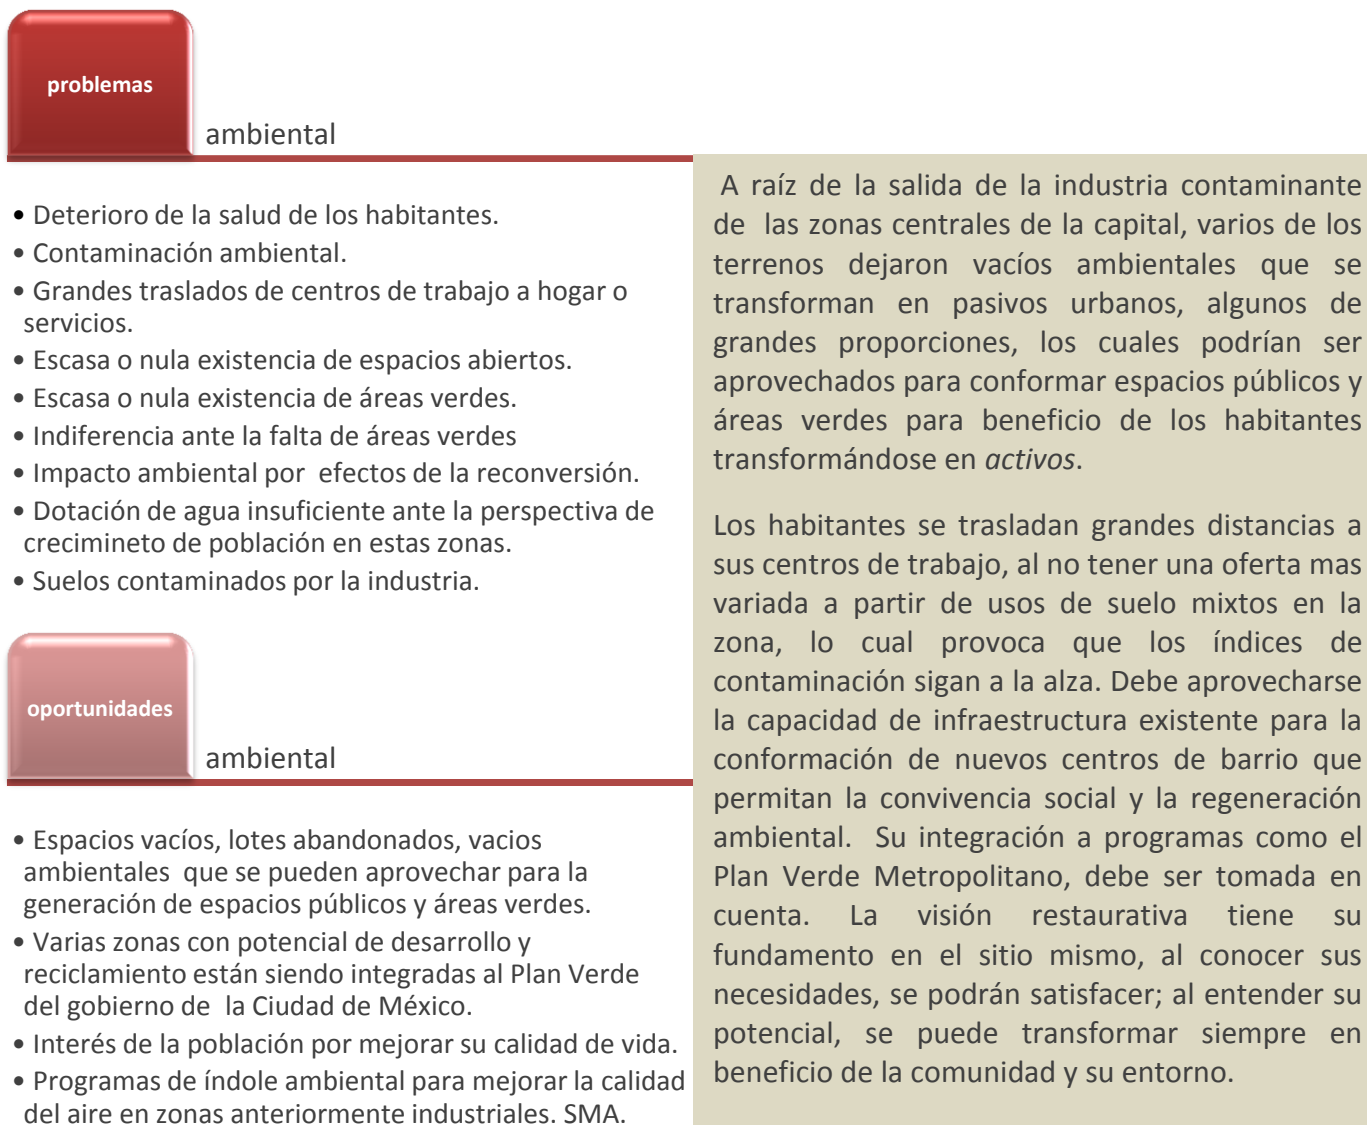 problemas
ambiental
• Deterioro de la salud de los habitantes.
• Contaminación ambiental.
• Grandes traslados de centros de trabajo a hogar o
servicios.
• Escasa o nula existencia de espacios abiertos.
• Escasa o nula existencia de áreas verdes.
• Indiferencia ante la falta de áreas verdes
• Impacto ambiental por efectos de la reconversión.
• Dotación de agua insuficiente ante la perspectiva de
crecimineto de población en estas zonas.
• Suelos contaminados por la industria.
oportunidades
ambiental
• Espacios vacíos, lotes abandonados, vacios
ambientales que se pueden aprovechar para la
generación de espacios públicos y áreas verdes.
• Varias zonas con potencial de desarrollo y
reciclamiento están siendo integradas al Plan Verde
del gobierno de la Ciudad de México.
• Interés de la población por mejorar su calidad de vida.
• Programas de índole ambiental para mejorar la calidad
del aire en zonas anteriormente industriales. SMA.
A raíz de la salida de la industria contaminante
de las zonas centrales de la capital, varios de los
terrenos dejaron vacíos ambientales que se
transforman en pasivos urbanos, algunos de
grandes proporciones, los cuales podrían ser
aprovechados para conformar espacios públicos y
áreas verdes para beneficio de los habitantes
transformándose en activos.
Los habitantes se trasladan grandes distancias a
sus centros de trabajo, al no tener una oferta mas
variada a partir de usos de suelo mixtos en la
zona, lo cual provoca que los índices de
contaminación sigan a la alza. Debe aprovecharse
la capacidad de infraestructura existente para la
conformación de nuevos centros de barrio que
permitan la convivencia social y la regeneración
ambiental. Su integración a programas como el
Plan Verde Metropolitano, debe ser tomada en
cuenta. La visión restaurativa tiene su
fundamento en el sitio mismo, al conocer sus
necesidades, se podrán satisfacer; al entender su
potencial, se puede transformar siempre en
beneficio de la comunidad y su entorno.